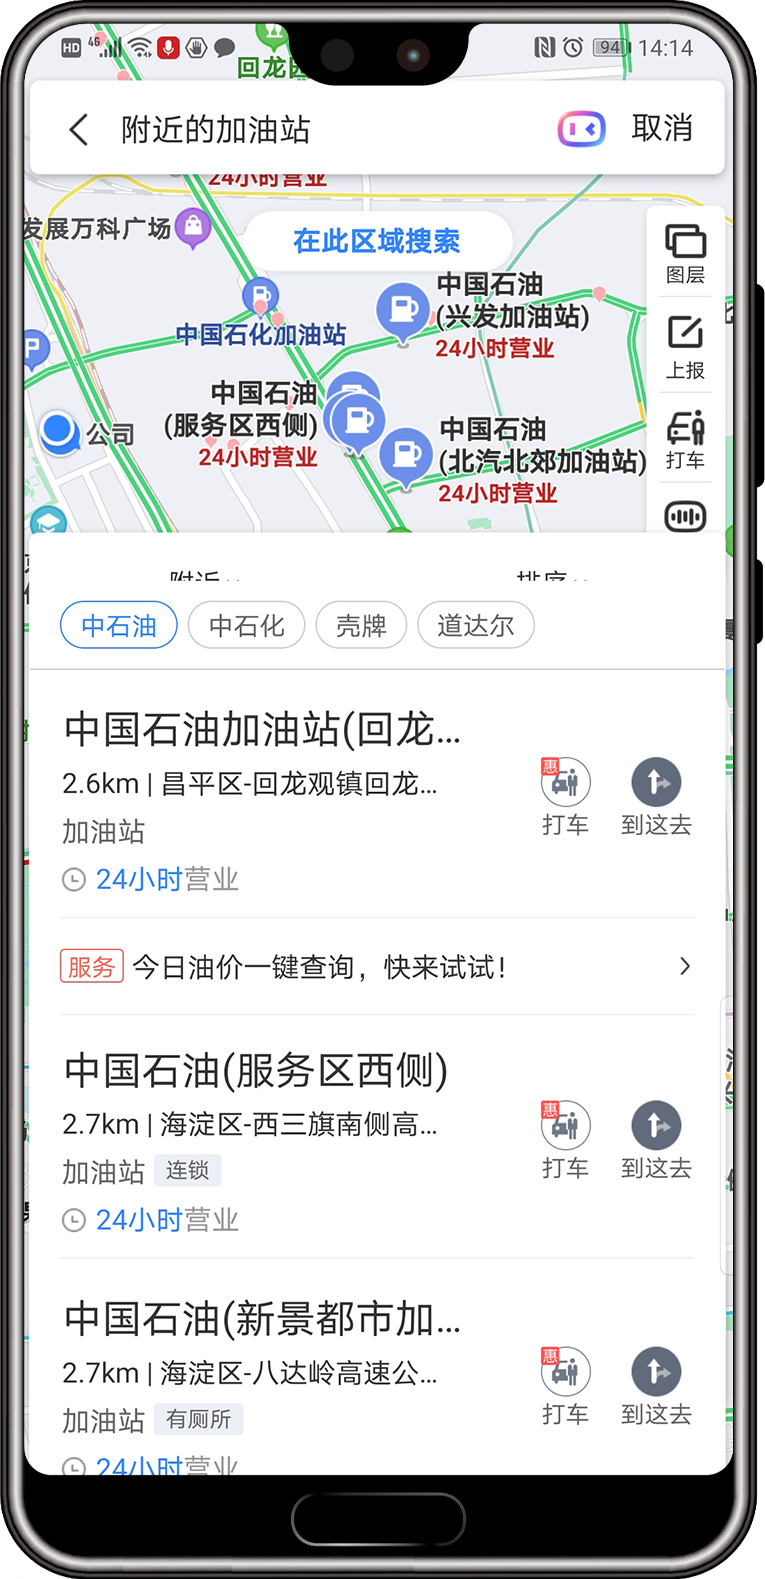 HD 4G 94 14:14
回龙
附近的加油站 取消
24小时营业
发展万科广场
在此区域搜索
图层
中国石油
(兴发加油站)
24小时营业
中国石化加油站
上报
P
中国石油
(服务区西侧)
24小时营业
公司
中国石油
(北汽北郊加油站)
24小时营业
打车
附近 排序
中石油 中石化 壳牌 道达尔
中国石油加油站(回龙...
2.6km | 昌平区-回龙观镇回龙...
加油站
24小时营业
惠 打车 到这去
服务 今日油价一键查询，快来试试！
中国石油(服务区西侧)
2.7km | 海淀区-西三旗南侧高...
加油站 连锁
24小时营业
惠 打车 到这去
中国石油(新景都市加...
2.7km | 海淀区-八达岭高速公...
加油站 有厕所
24小时营业
惠 打车 到这去